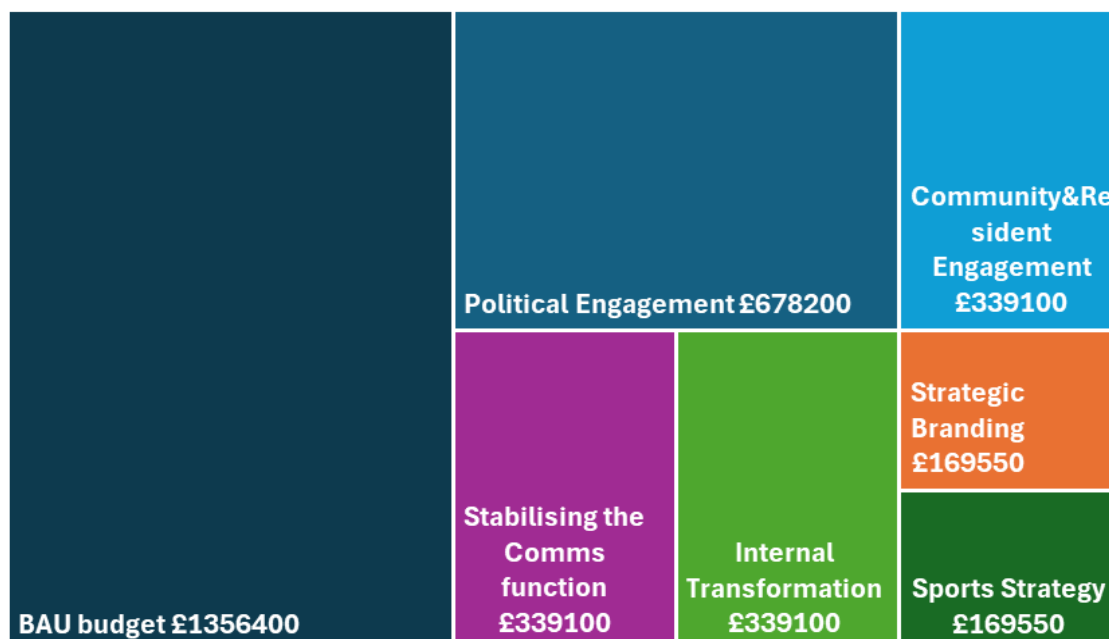 BAU budget £1356400
Political Engagement £678200
Community&Re
sident
Engagement
£339100
Stabilising the
Comms
function
£339100
Internal
Transformation
£339100
Strategic
Branding
£169550
Sports Strategy
£169550